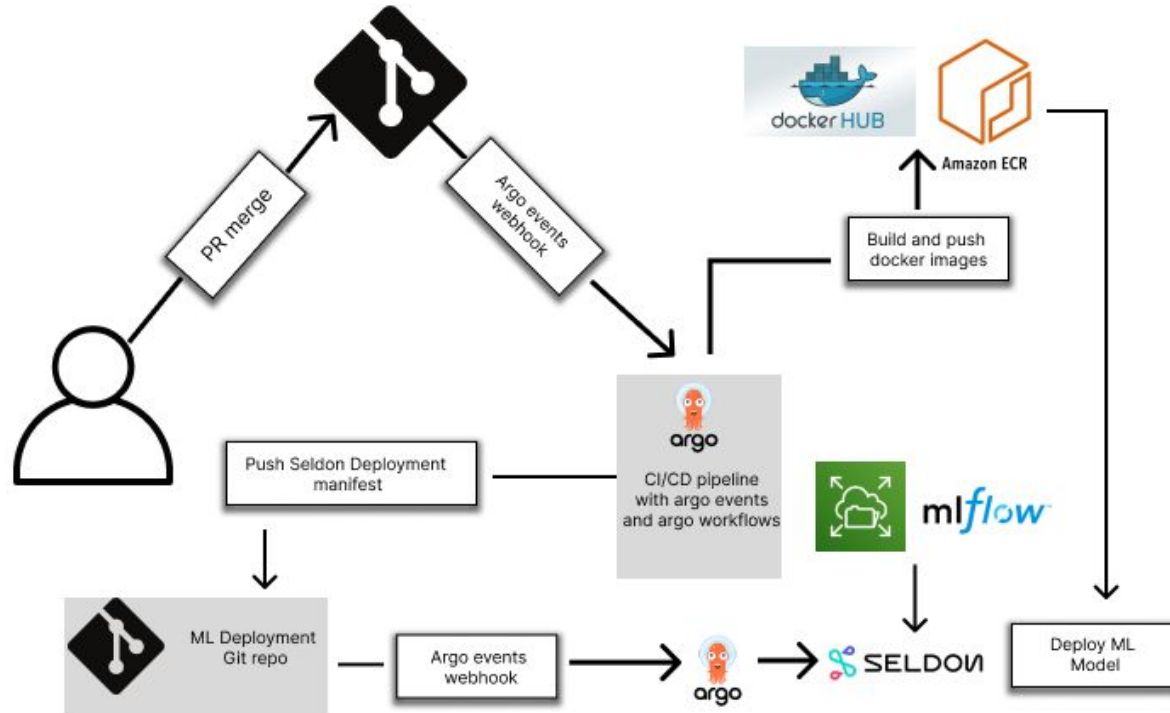 docker HUB
Amazon ECR
PR merge
Argo events
webhook
Build and push
docker images
argo
CI/CD pipeline
with argo events
and argo workflows
Push Seldon Deployment
manifest
mlflow
ML Deployment
Git repo
Argo events
webhook
argo
SELDON
Deploy ML
Model